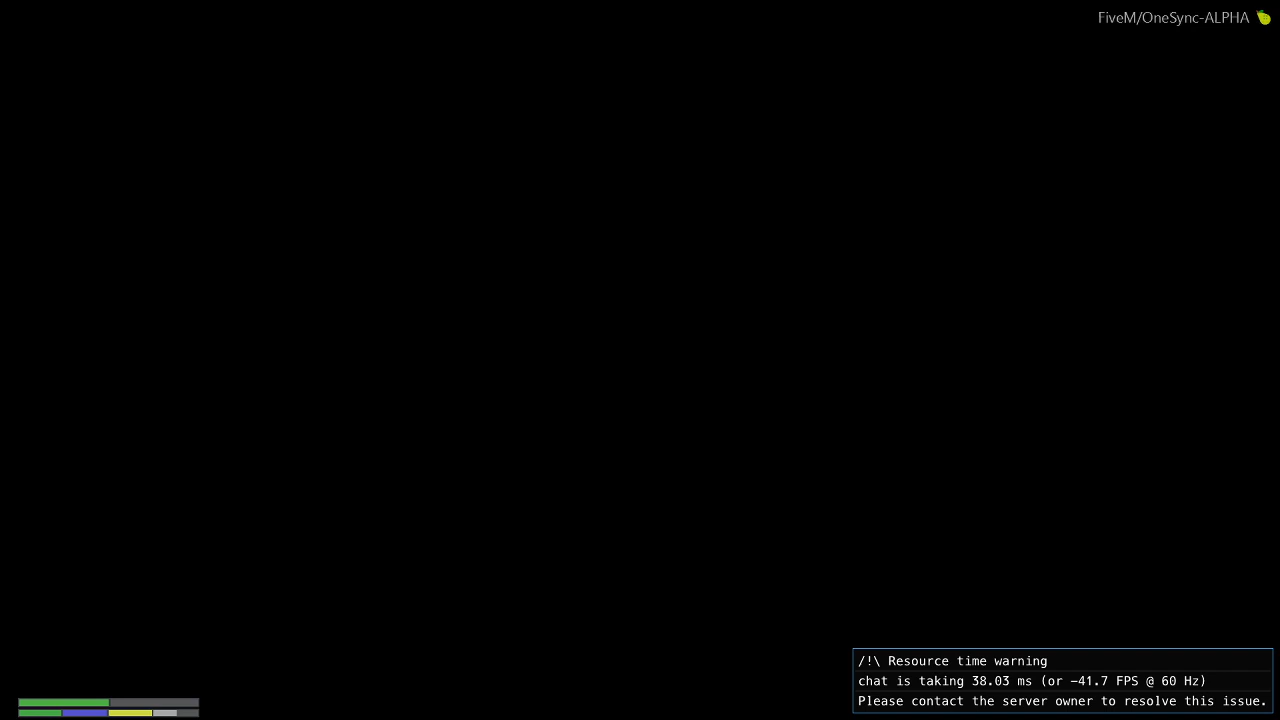 FiveM/OneSync-ALPHA
/!\ Resource time warning
chat is taking 38.03 ms (or -41.7 FPS @ 60 Hz)
Please contact the server owner to resolve this issue.